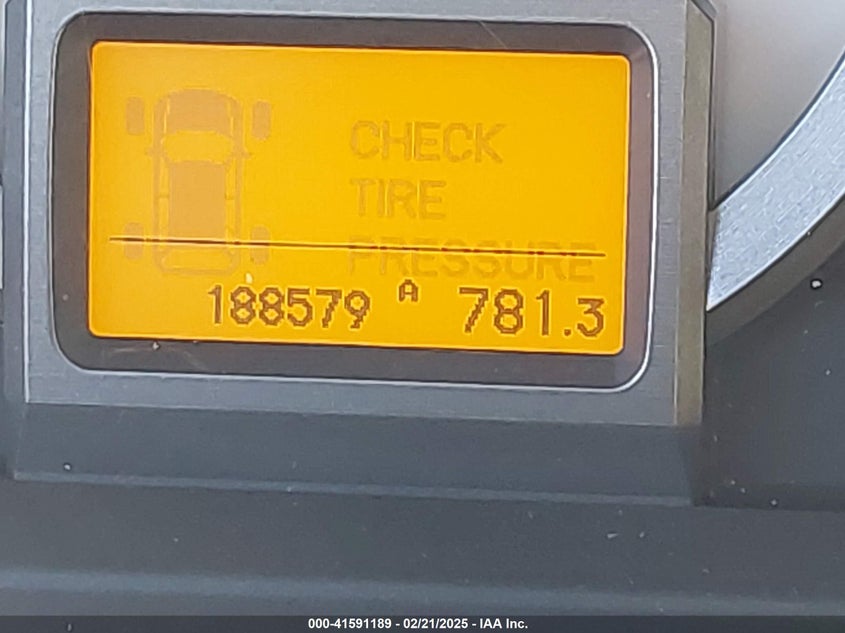 CHECK
TIRE
PRESSURE
188579 A 781.3
000-41591189 - 02/21/2025 - IAA Inc.